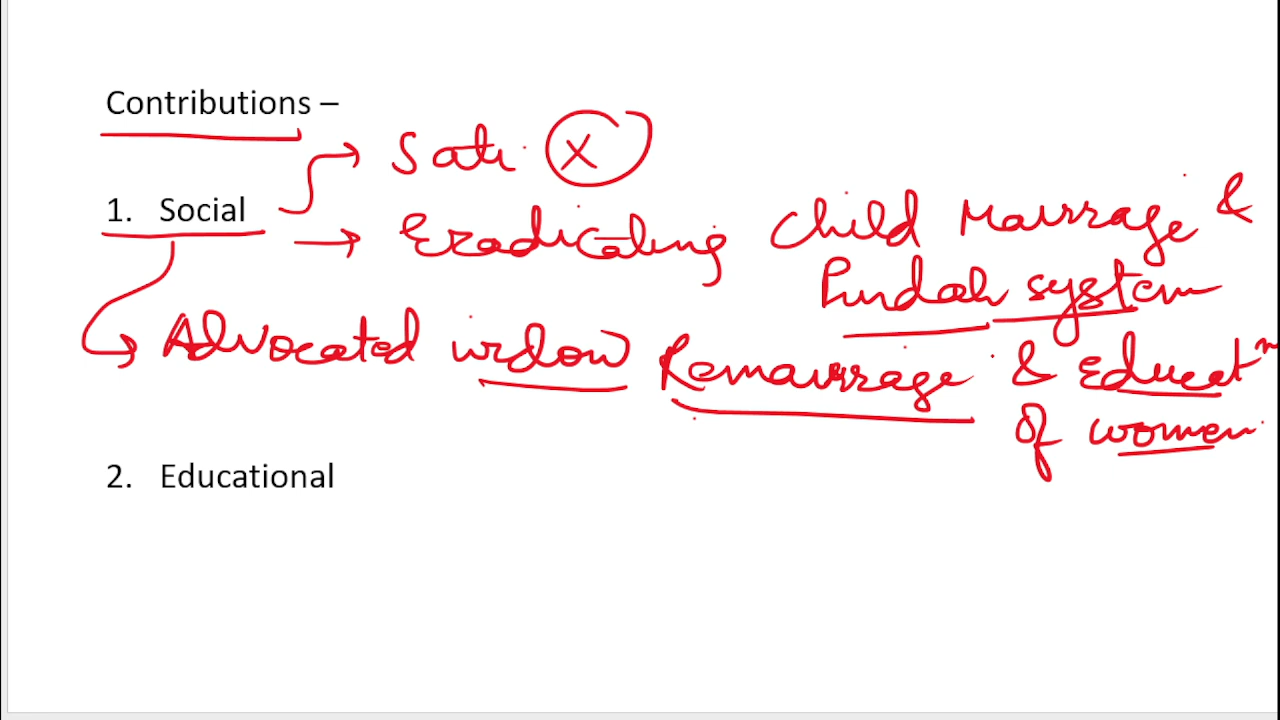 Contributions –
Sati X
1. Social
Eradicating Child Marriage &
Purdah system
Advocated widow Remarriage & Educatn
of women
2. Educational